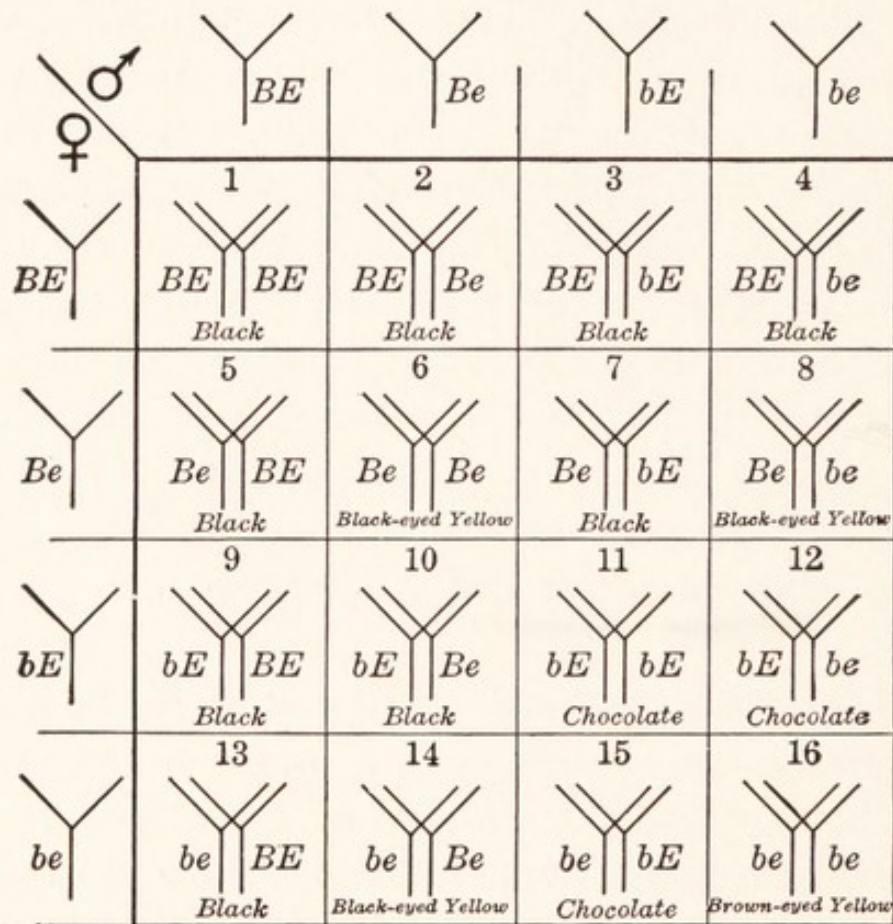 ♂ BE Be bE be
♀
1 2 3 4
BE BE BE Be BE BE bE BE be
Black Black Black Black
5 6 7 8
Be Be BE Be Be Be bE Be be
Black Black-eyed Yellow Black Black-eyed Yellow
9 10 11 12
bE bE BE bE Be bE bE bE be
Black Black Chocolate Chocolate
13 14 15 16
be be BE be Be be bE be be
Black Black-eyed Yellow Chocolate Brown-eyed Yellow